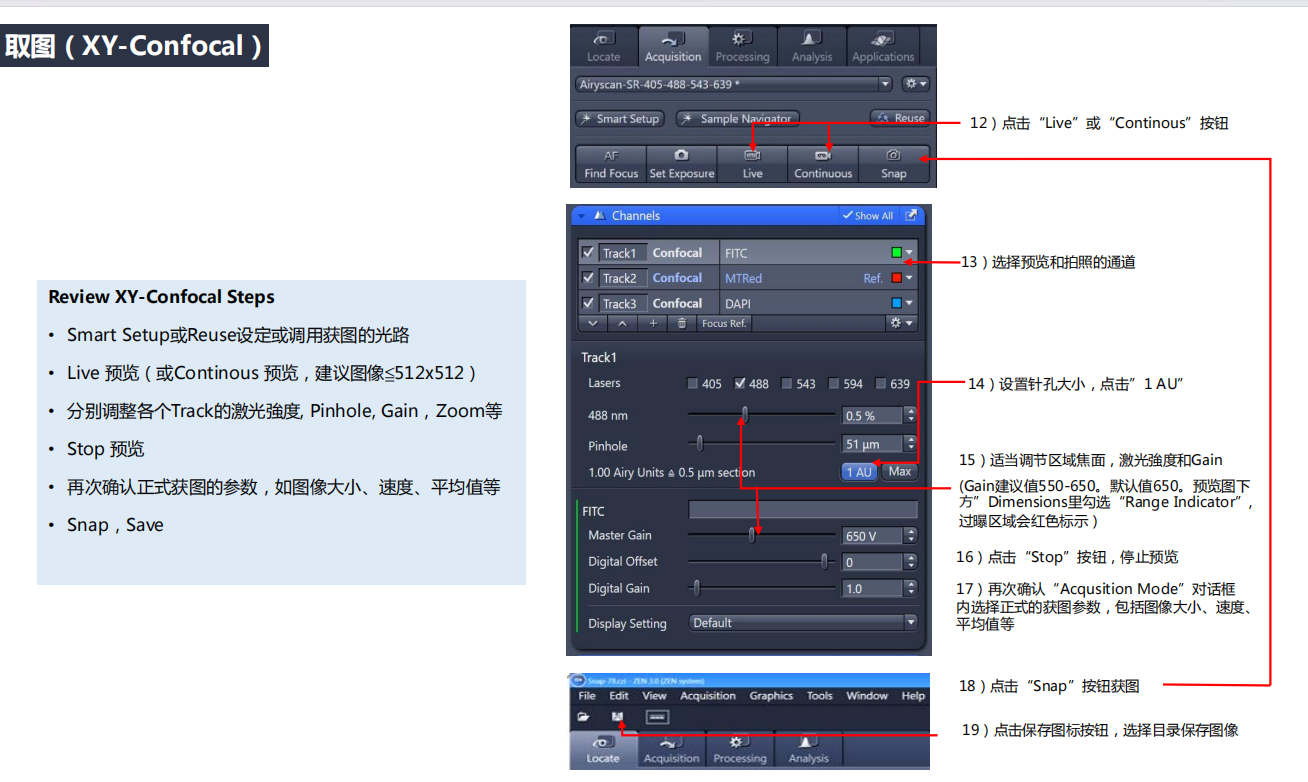 取图（XY-Confocal）
Review XY-Confocal Steps
• Smart Setup或Reuse设定或调用获图的光路
• Live 预览（或Continous 预览，建议图像≦512x512）
• 分别调整各个Track的激光強度, Pinhole, Gain，Zoom等
• Stop 预览
• 再次确认正式获图的参数，如图像大小、速度、平均值等
• Snap，Save
Locate Acquisition Processing Analysis Applications
Airyscan-SR-405-488-543-639 *
Smart Setup Sample Navigator Reuse
AF
Find Focus Set Exposure Live Continuous Snap
Channels Show All
Track1 Confocal FITC
Track2 Confocal MTRed Ref.
Track3 Confocal DAPI
Focus Ref.
Track1
Lasers 405 488 543 594 639
488 nm 0.5 %
Pinhole 51 µm
1.00 Airy Units ≙ 0.5 µm section 1 AU Max
FITC
Master Gain 650 V
Digital Offset 0
Digital Gain 1.0
Display Setting Default
Snap-78.czi - ZEN 3.0 (ZEN system)
File Edit View Acquisition Graphics Tools Window Help
Locate Acquisition Processing Analysis
12）点击“Live”或“Continous”按钮
13）选择预览和拍照的通道
14）设置针孔大小，点击”1 AU”
15）适当调节区域焦面，激光強度和Gain
(Gain建议值550-650。默认值650。预览图下
方”Dimensions里勾选“Range Indicator”，
过曝区域会红色标示）
16）点击“Stop”按钮，停止预览
17）再次确认“Acqusition Mode”对话框
内选择正式的获图参数，包括图像大小、速度、
平均值等
18）点击“Snap”按钮获图
19）点击保存图标按钮，选择目录保存图像